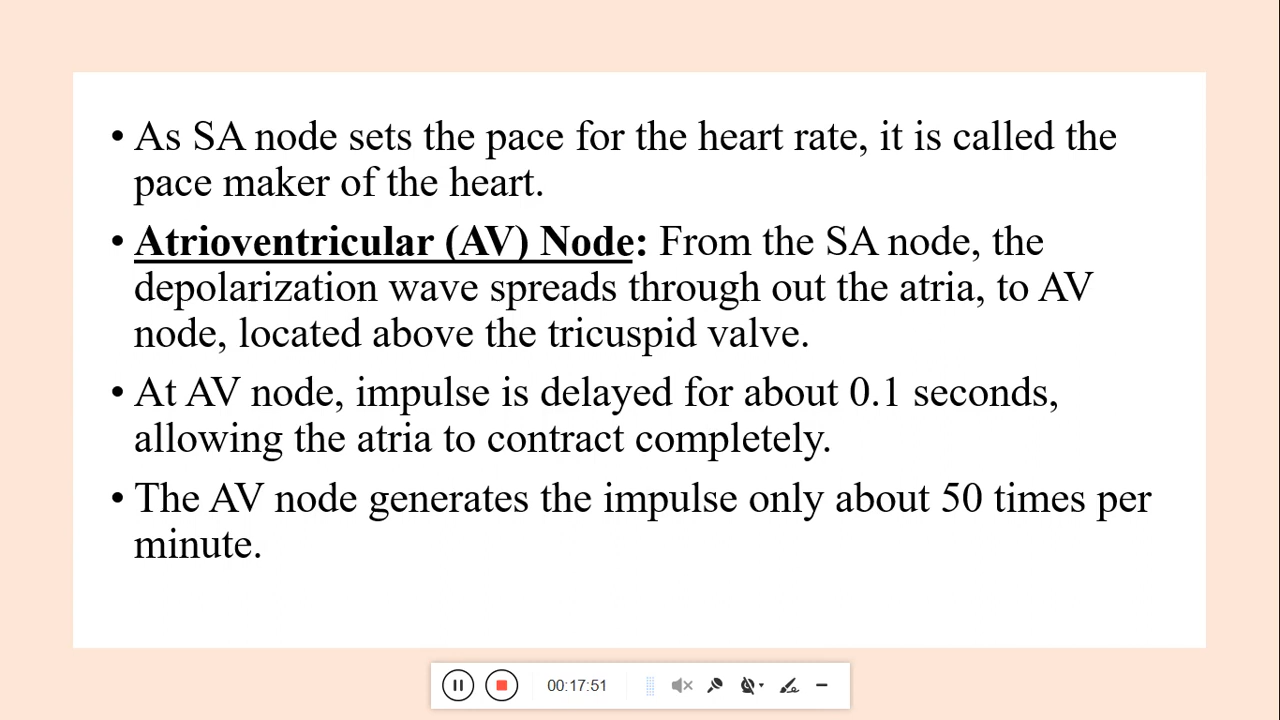 • As SA node sets the pace for the heart rate, it is called the
pace maker of the heart.
• Atrioventricular (AV) Node: From the SA node, the
depolarization wave spreads through out the atria, to AV
node, located above the tricuspid valve.
• At AV node, impulse is delayed for about 0.1 seconds,
allowing the atria to contract completely.
• The AV node generates the impulse only about 50 times per
minute.
00:17:51